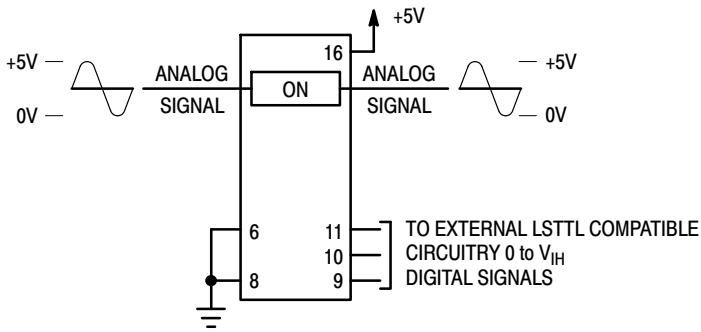 +5V
16
+5V
0V
ANALOG
SIGNAL
ON
ANALOG
SIGNAL
+5V
0V
6
8
11
10
9
TO EXTERNAL LSTTL COMPATIBLE
CIRCUITRY 0 to VIH
DIGITAL SIGNALS